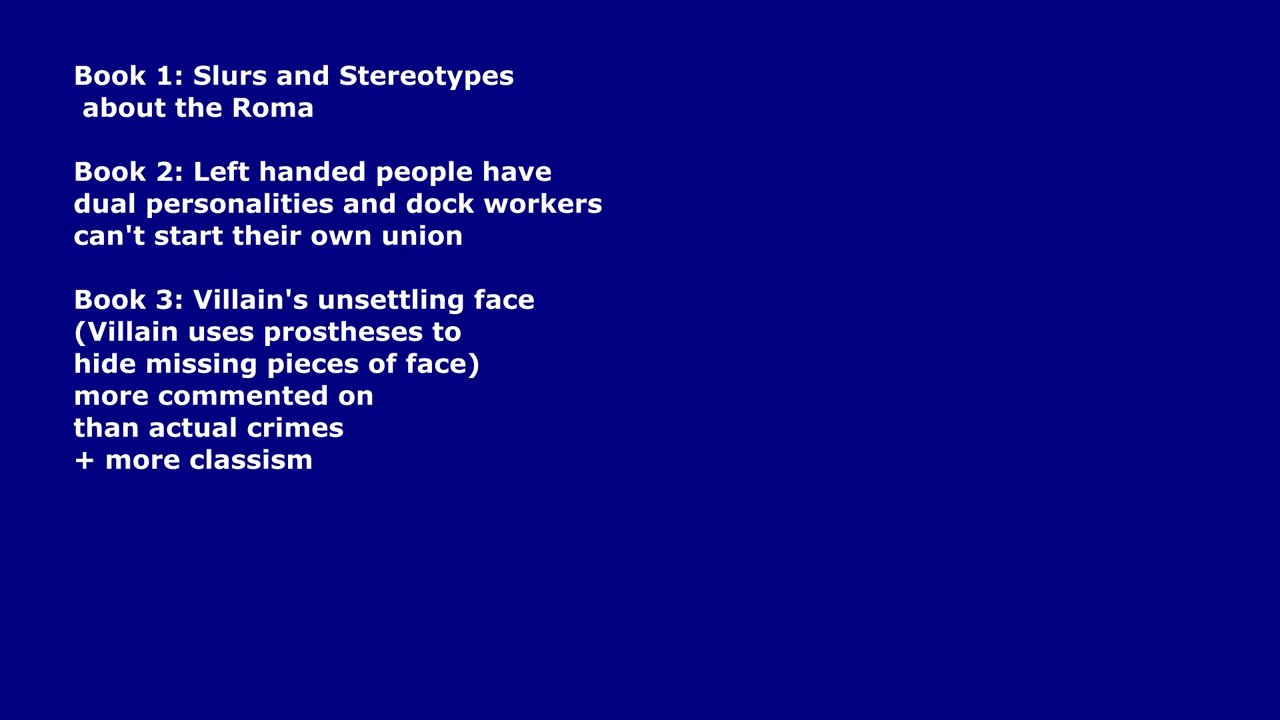 Book 1: Slurs and Stereotypes
about the Roma
Book 2: Left handed people have
dual personalities and dock workers
can't start their own union
Book 3: Villain's unsettling face
(Villain uses prostheses to
hide missing pieces of face)
more commented on
than actual crimes
+ more classism